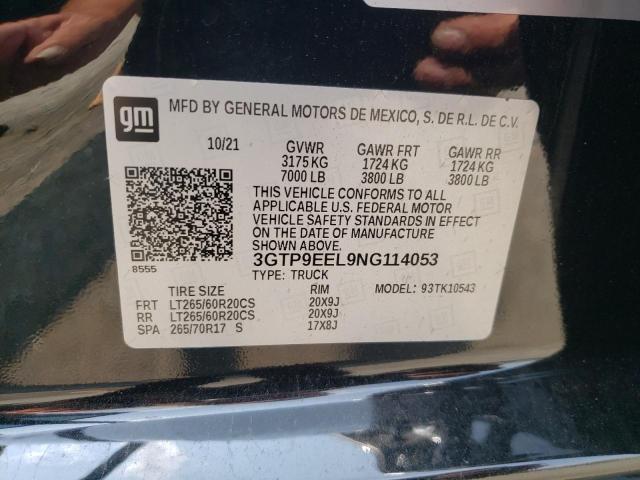 gm
MFD BY GENERAL MOTORS DE MEXICO, S. DE R.L. DE C.V.
10/21 GVWR GAWR FRT GAWR RR
3175 KG 1724 KG 1724 KG
7000 LB 3800 LB 3800 LB
THIS VEHICLE CONFORMS TO ALL
APPLICABLE U.S. FEDERAL MOTOR
VEHICLE SAFETY STANDARDS IN EFFECT
ON THE DATE OF MANUFACTURE
SHOWN ABOVE.
8555 3GTP9EEL9NG114053
TYPE: TRUCK
TIRE SIZE RIM MODEL: 93TK10543
FRT LT265/60R20CS 20X9J
RR LT265/60R20CS 20X9J
SPA 265/70R17 S 17X8J